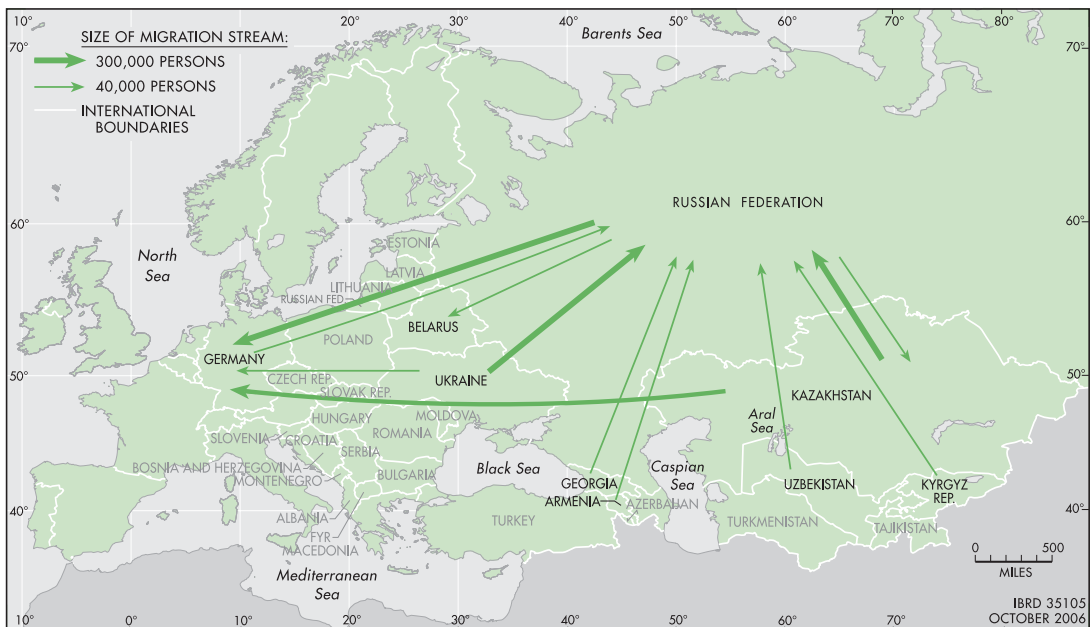 10° 0° 10° 20° 30° 40° 50° 60° 70° 80°
SIZE OF MIGRATION STREAM:
300,000 PERSONS
40,000 PERSONS
INTERNATIONAL
BOUNDARIES
Barents Sea
70°
70°
60°
60°
50°
50°
40°
40°
RUSSIAN FEDERATION
North
Sea
ESTONIA
LATVIA
LITHUANIA
RUSSIAN FED.
BELARUS
POLAND
GERMANY
UKRAINE
CZECH REP.
SLOVAK REP.
KAZAKHSTAN
HUNGARY
MOLDOVA
Aral
Sea
SLOVENIA
CROATIA
ROMANIA
SERBIA
BOSNIA AND HERZEGOVINA
MONTENEGRO
BULGARIA
Black Sea
Caspian
Sea
GEORGIA
ARMENIA
AZERBAIJAN
UZBEKISTAN
KYRGYZ
REP.
ALBANIA
FYR
MACEDONIA
TURKEY
TURKMENISTAN
TAJIKISTAN
Mediterranean
Sea
0 500
MILES
IBRD 35105
OCTOBER 2006
10° 0° 10° 20° 30° 40° 50° 60° 70°